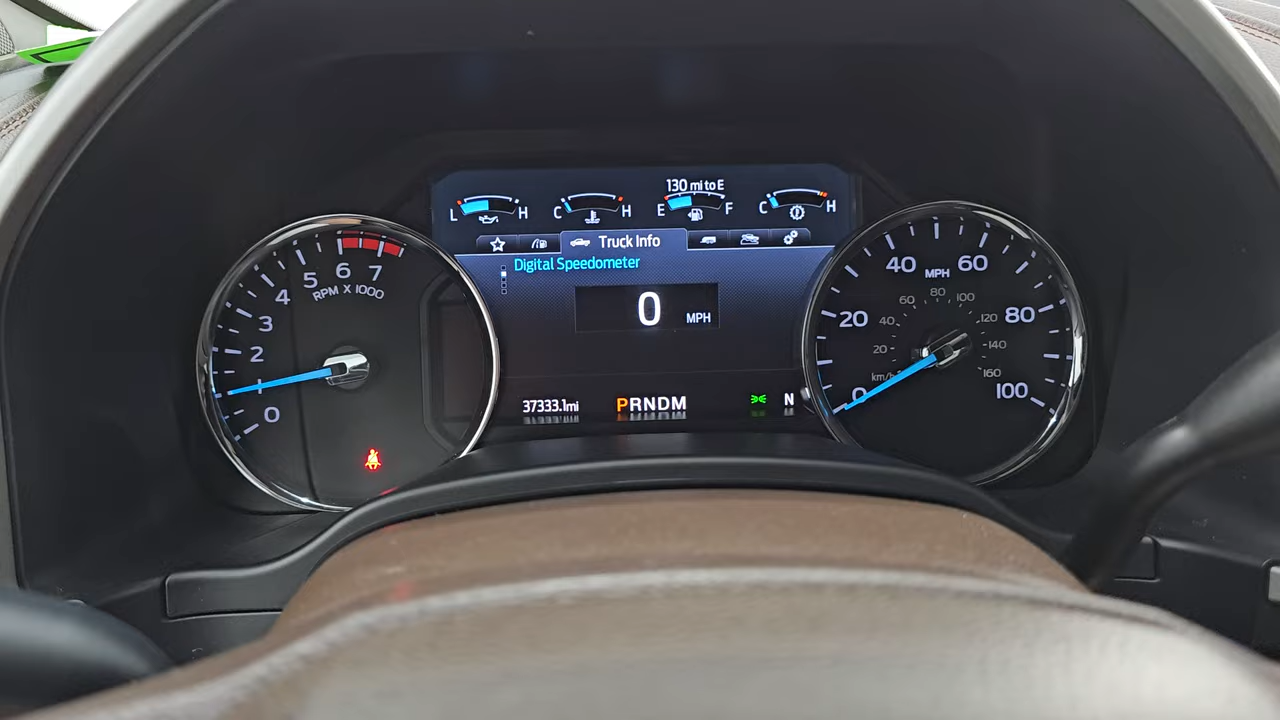 130 mi to E
L H
C H
E F
C H
Truck Info
Digital Speedometer
0 MPH
37333.1mi
PRNDM
N
0
1
2
3
4
5
6
7
RPM X 1000
0
20
40
60
80
100
MPH
km/h
20
40
60
80
100
120
140
160